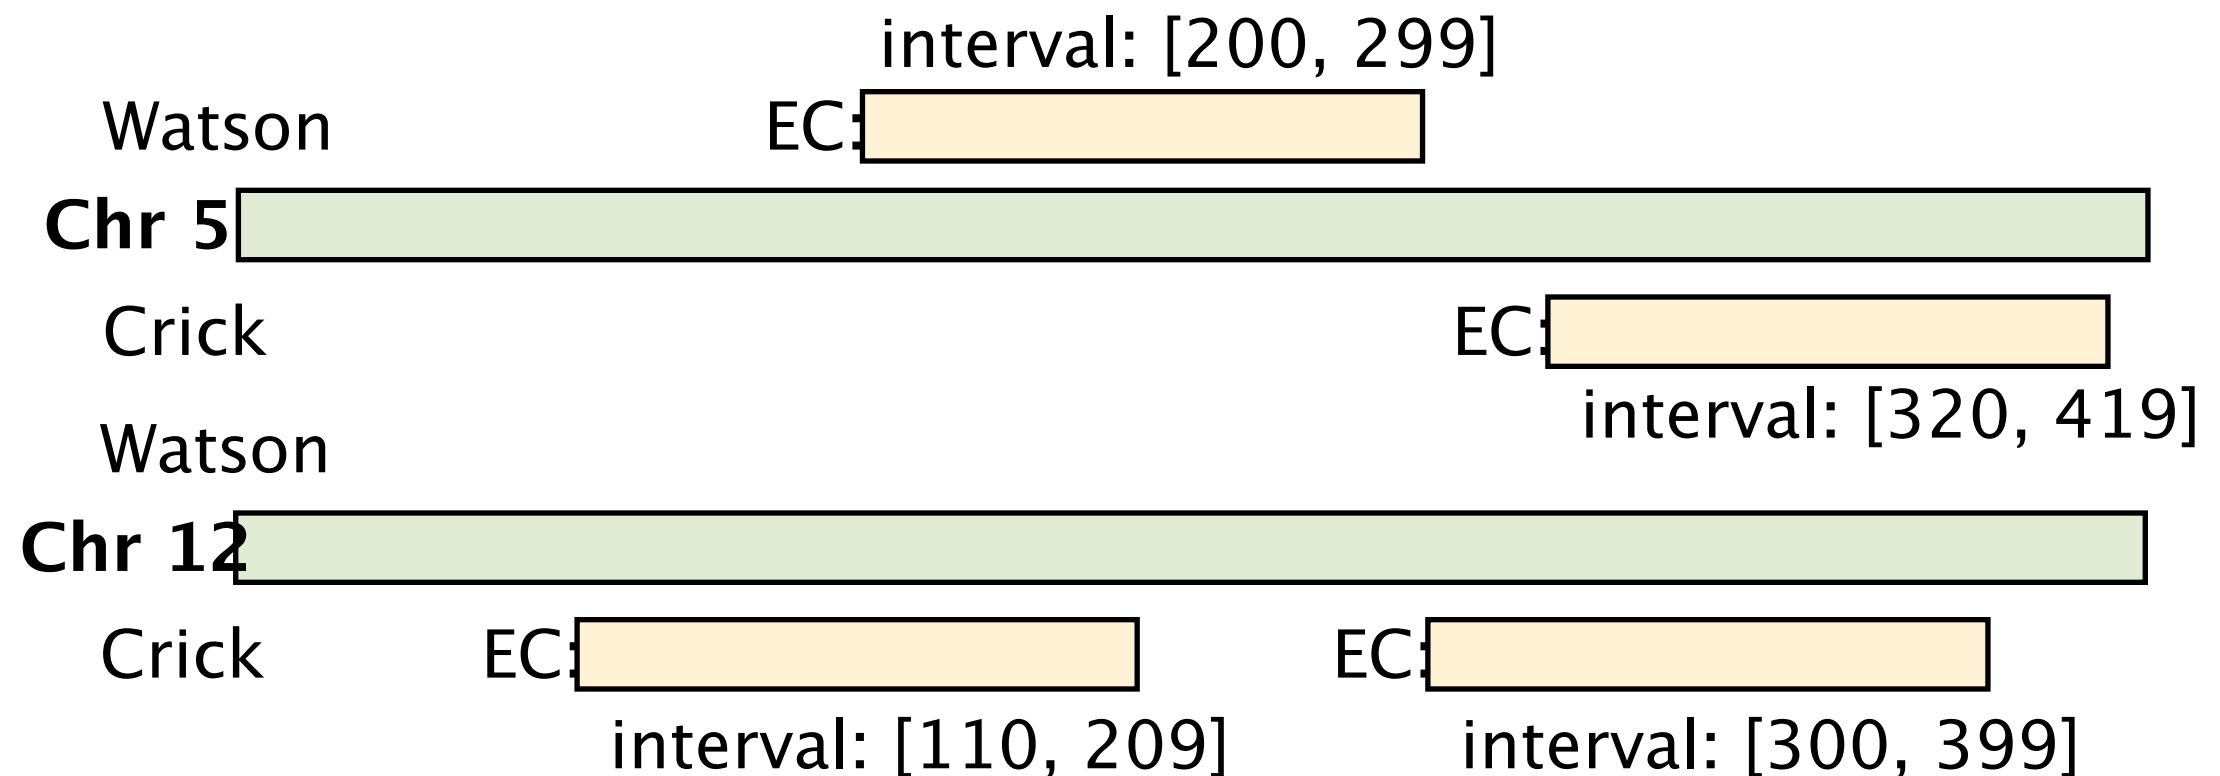 interval: [200, 299]
Watson EC:
Chr 5
Crick EC:
interval: [320, 419]
Watson
Chr 12
Crick EC: EC:
interval: [110, 209] interval: [300, 399]